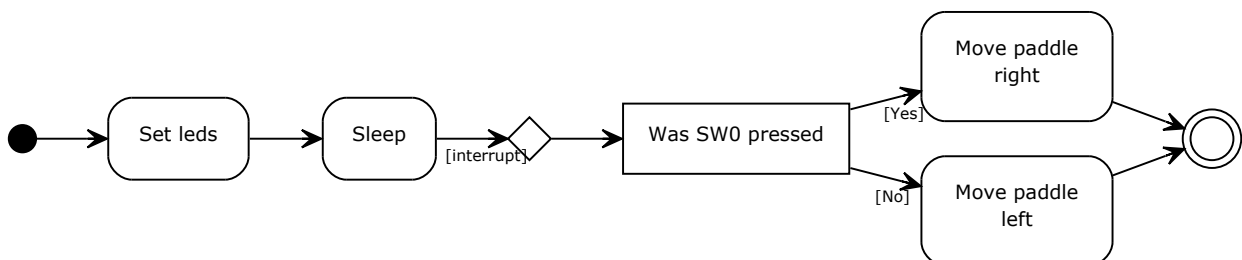 Set leds
Sleep
[interrupt]
Was SW0 pressed
[Yes]
Move paddle
right
[No]
Move paddle
left